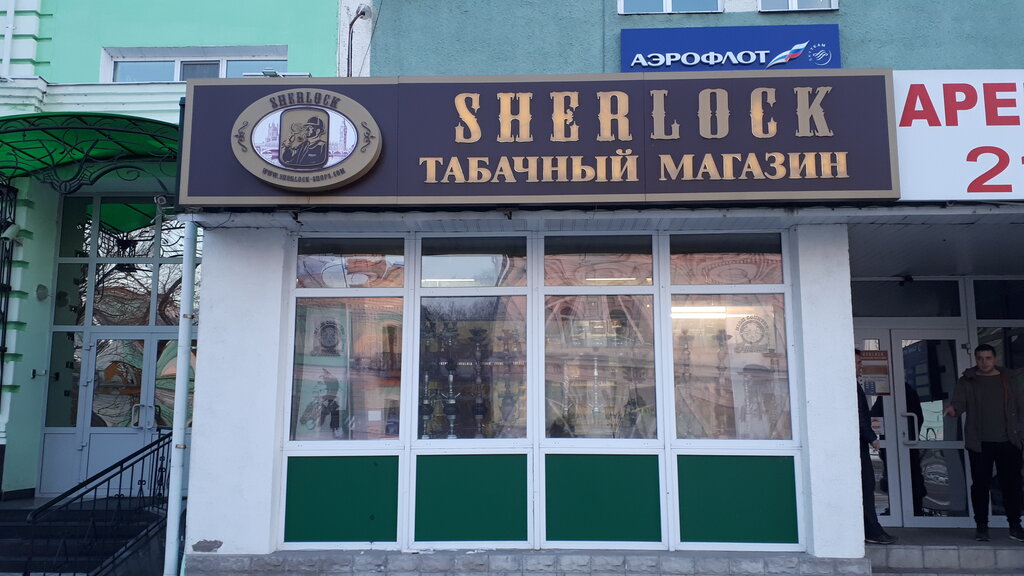 АЭРОФЛОТ
SHERLOCK
WWW.SHERLOCK-SHOPS.COM
SHERLOCK
ТАБАЧНЫЙ МАГАЗИН
АРЕ
2